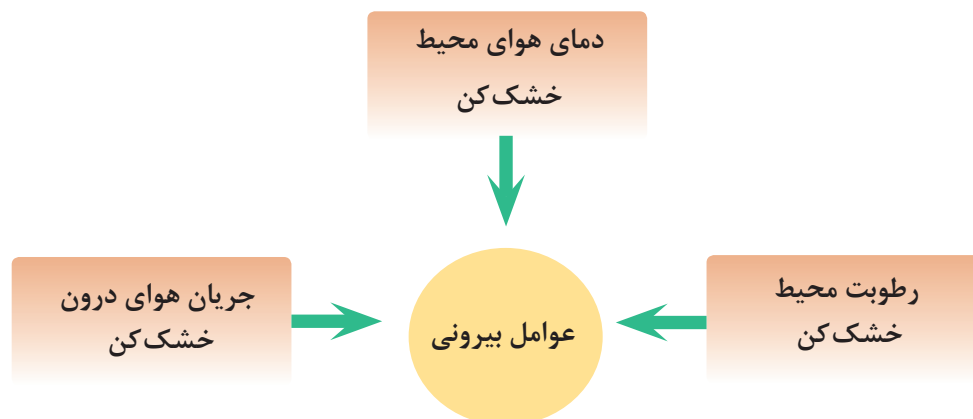 دمای هوای محیط
خشک‌کن
رطوبت محیط
خشک‌کن
عوامل بیرونی
جریان هوای درون
خشک‌کن